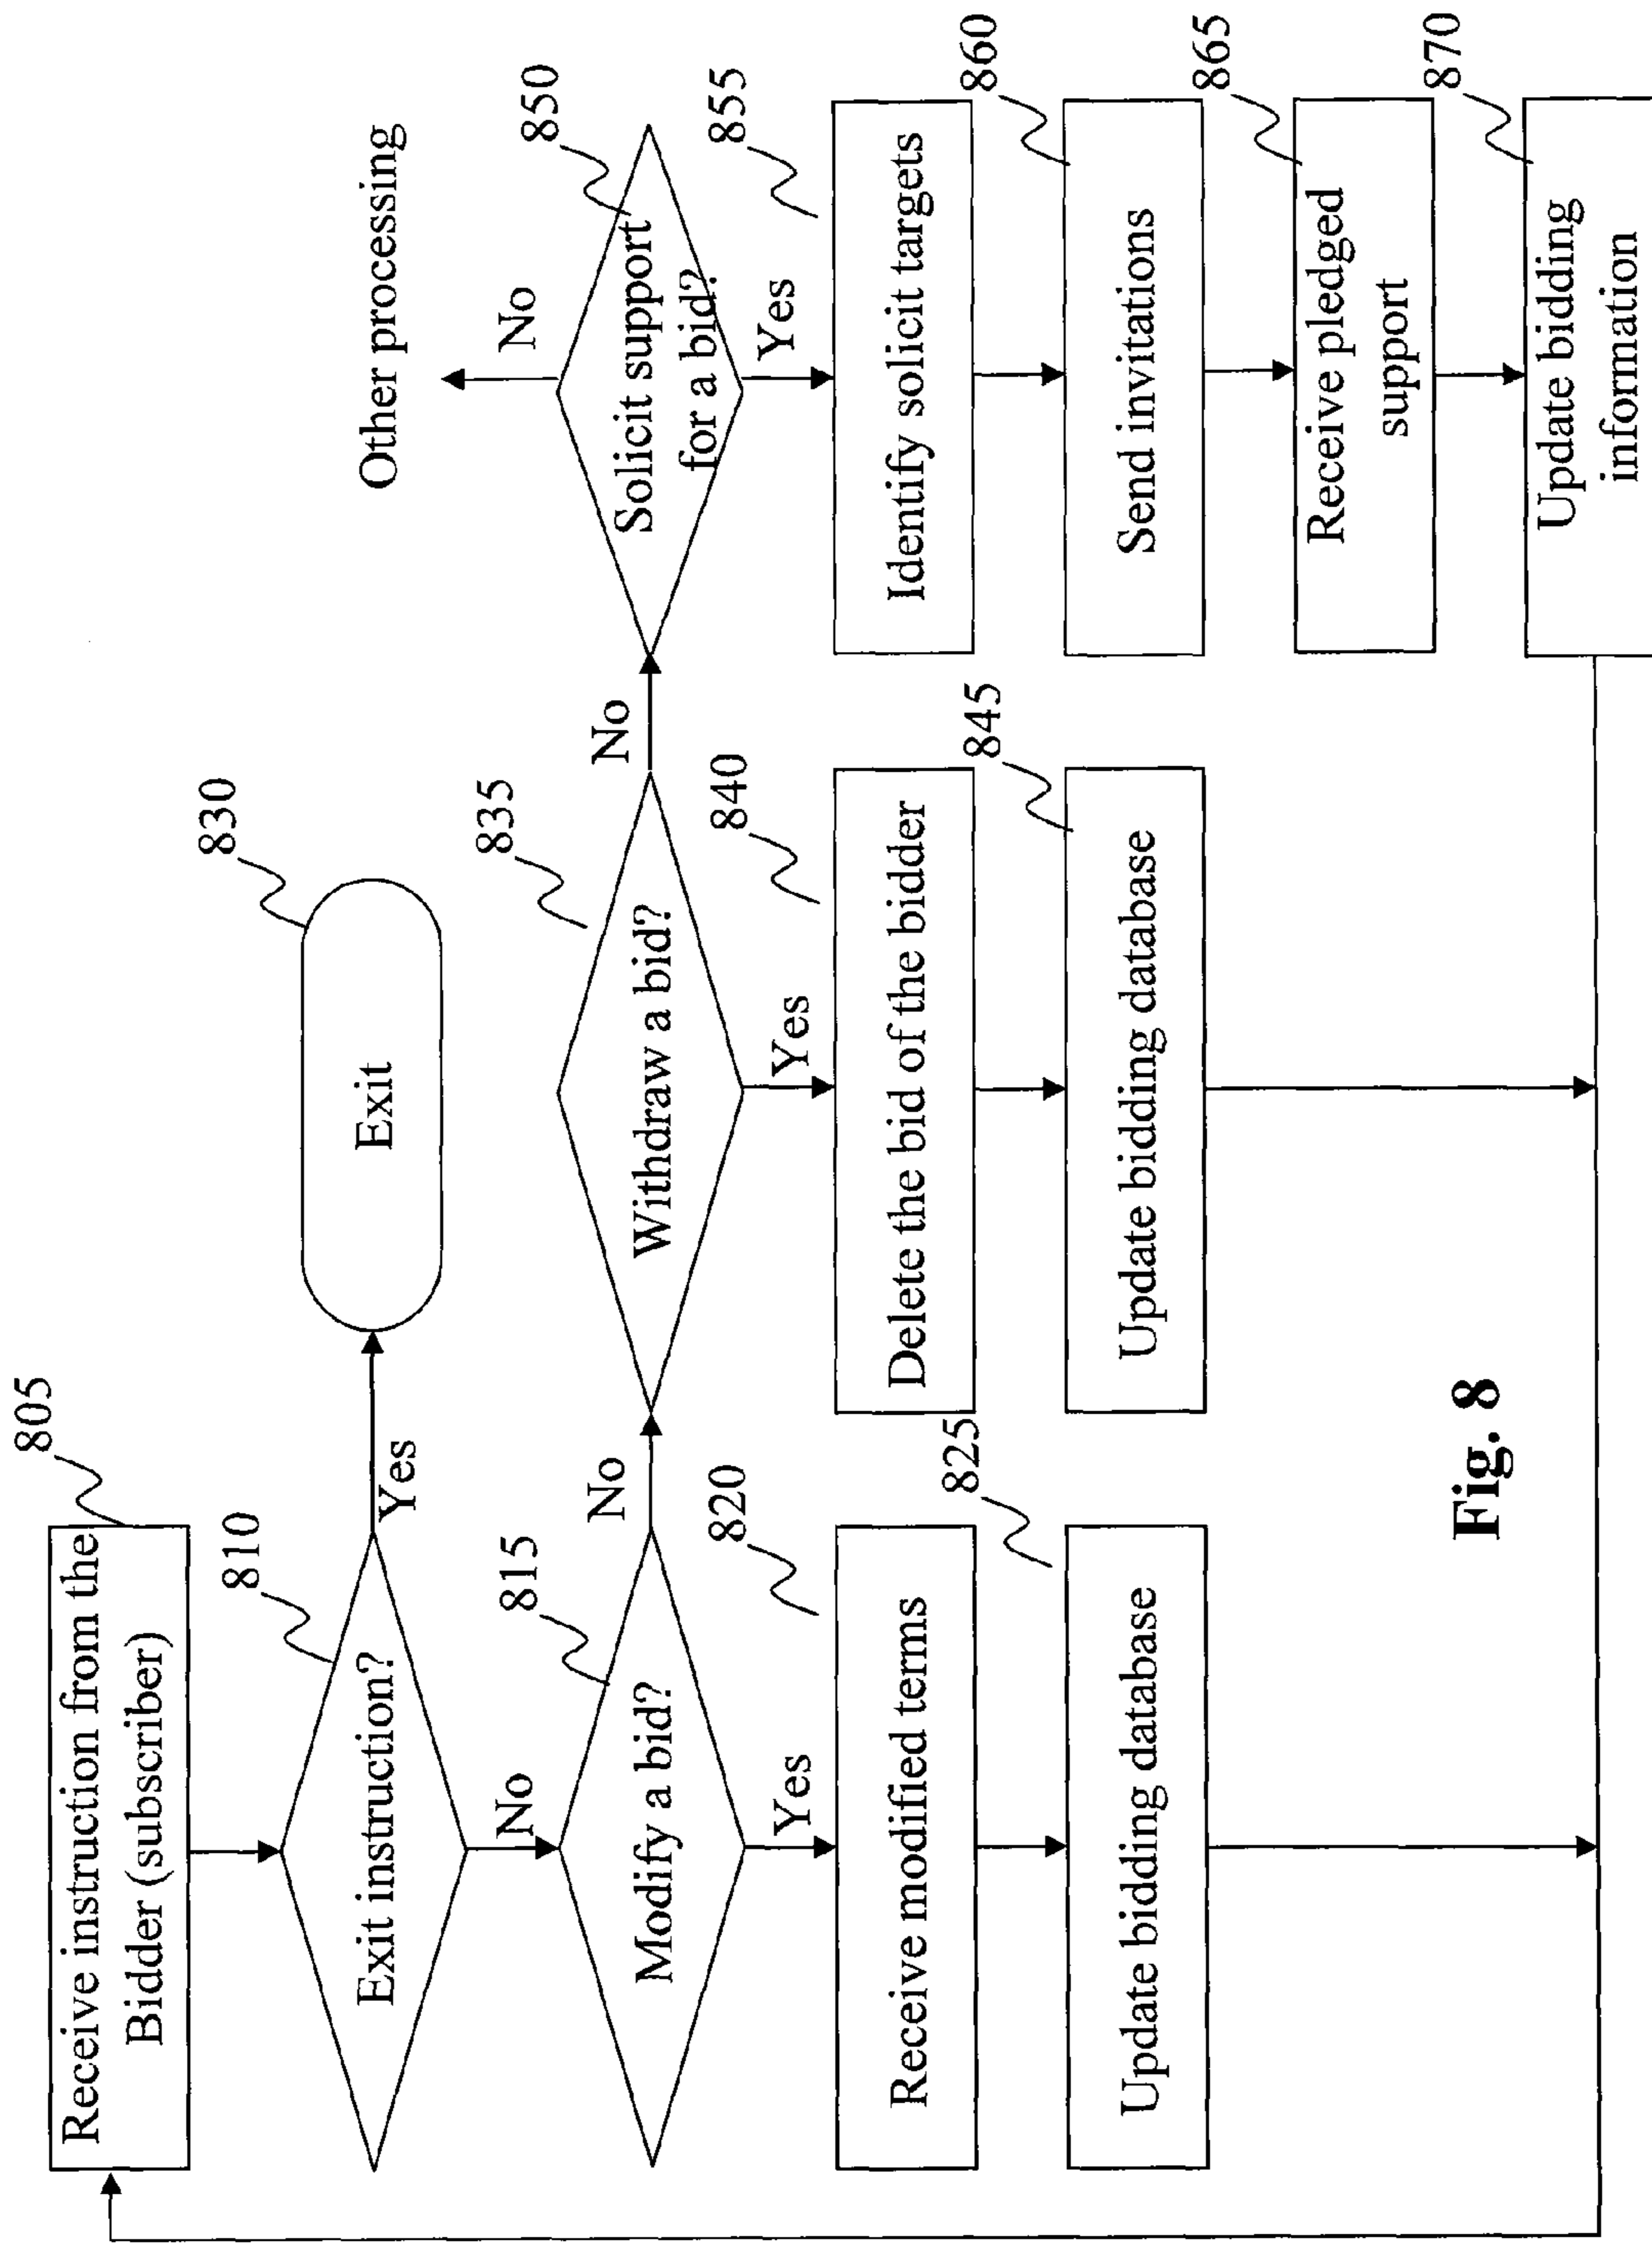 805
Receive instruction from the
Bidder (subscriber)
810
Exit instruction?
Yes
830
Exit
No
Other processing
815
Modify a bid?
No
835
Withdraw a bid?
No
850
Solicit support
for a bid?
No
Yes
820
Receive modified terms
825
Update bidding database
Yes
840
Delete the bid of the bidder
845
Update bidding database
Yes
855
Identify solicit targets
860
Send invitations
865
Receive pledged
support
870
Update bidding
information
Fig. 8